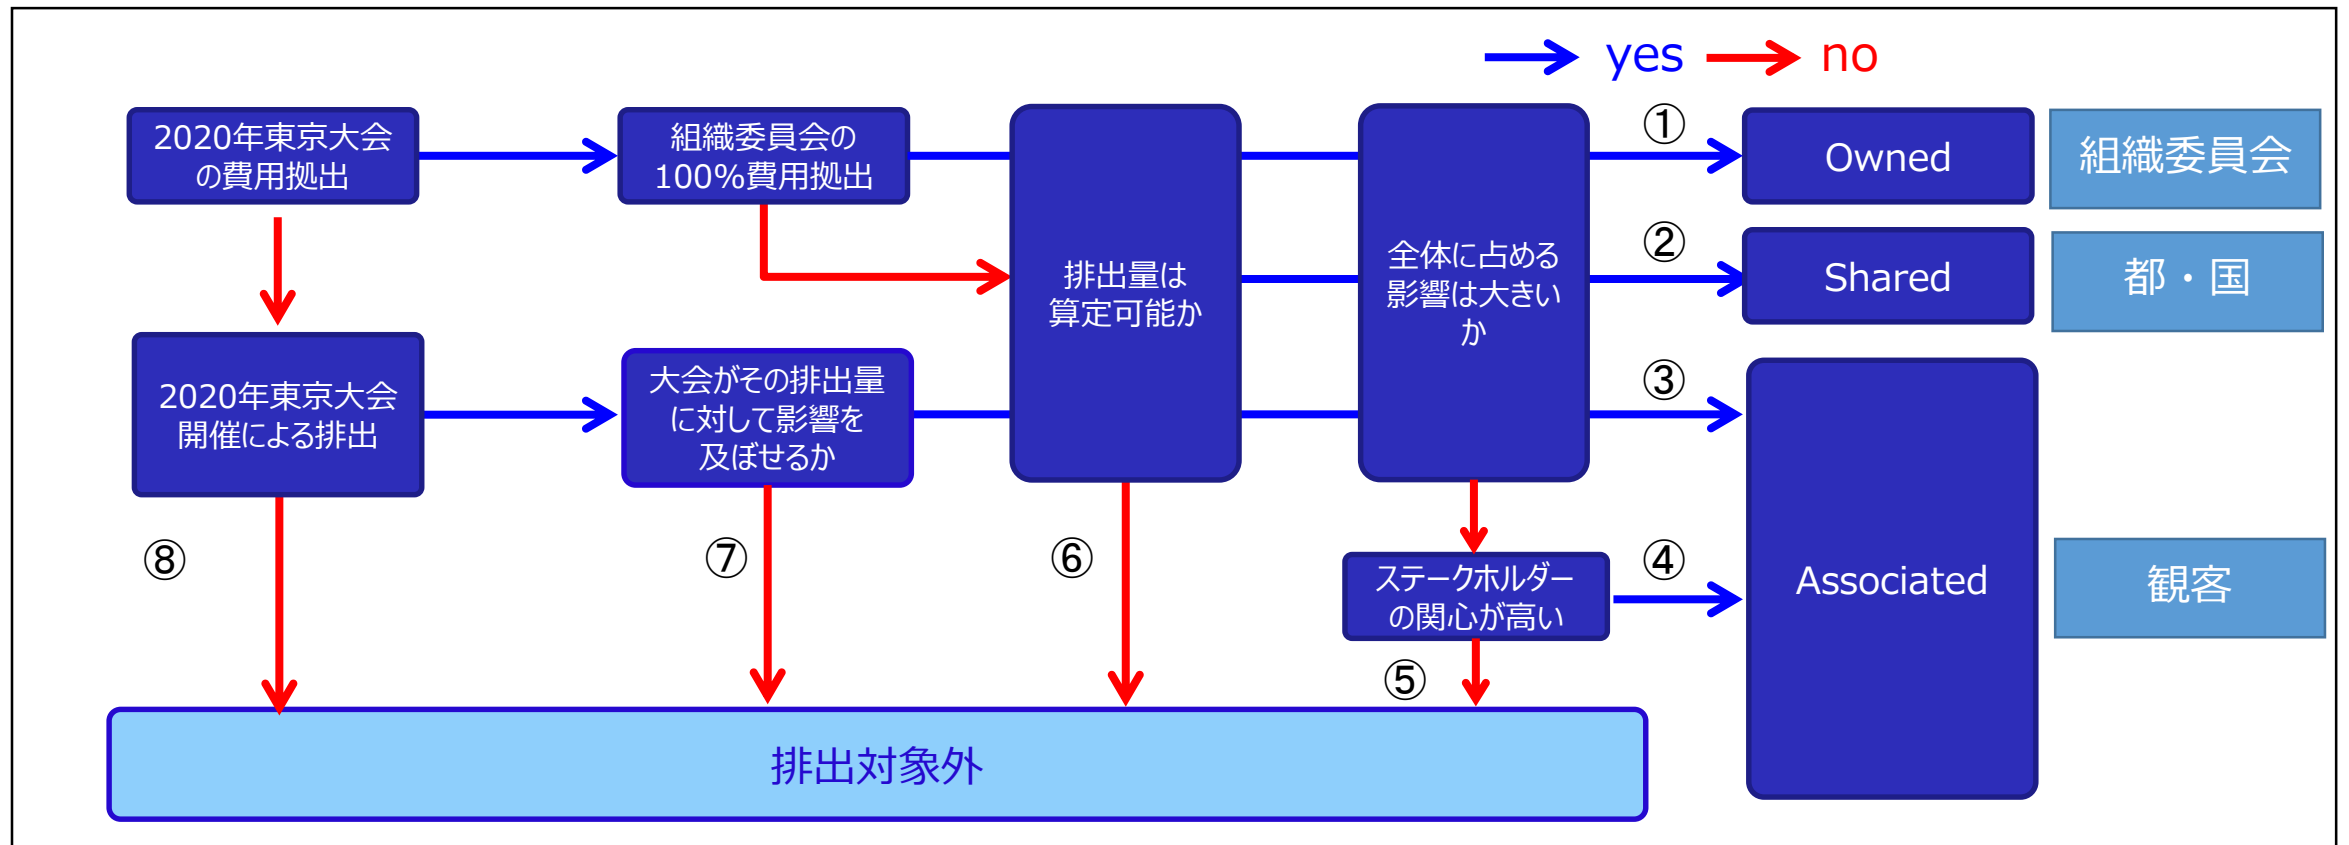 yes
no
2020年東京大会
の費用拠出
組織委員会の
100%費用拠出
排出量は
算定可能か
全体に占める
影響は大きい
か
①
Owned
組織委員会
②
Shared
都・国
2020年東京大会
開催による排出
大会がその排出量
に対して影響を
及ぼせるか
③
Associated
観客
⑧
⑦
⑥
ステークホルダー
の関心が高い
④
⑤
排出対象外